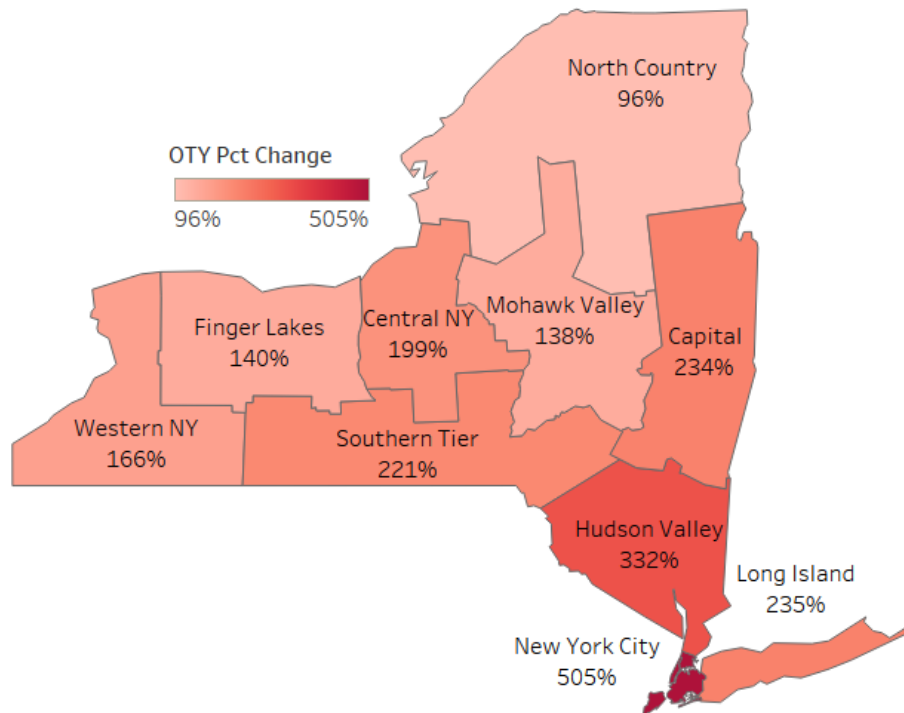 North Country
96%
OTY Pct Change
96%
505%
Finger Lakes
140%
Central NY
199%
Mohawk Valley
138%
Capital
234%
Western NY
166%
Southern Tier
221%
Hudson Valley
332%
Long Island
235%
New York City
505%